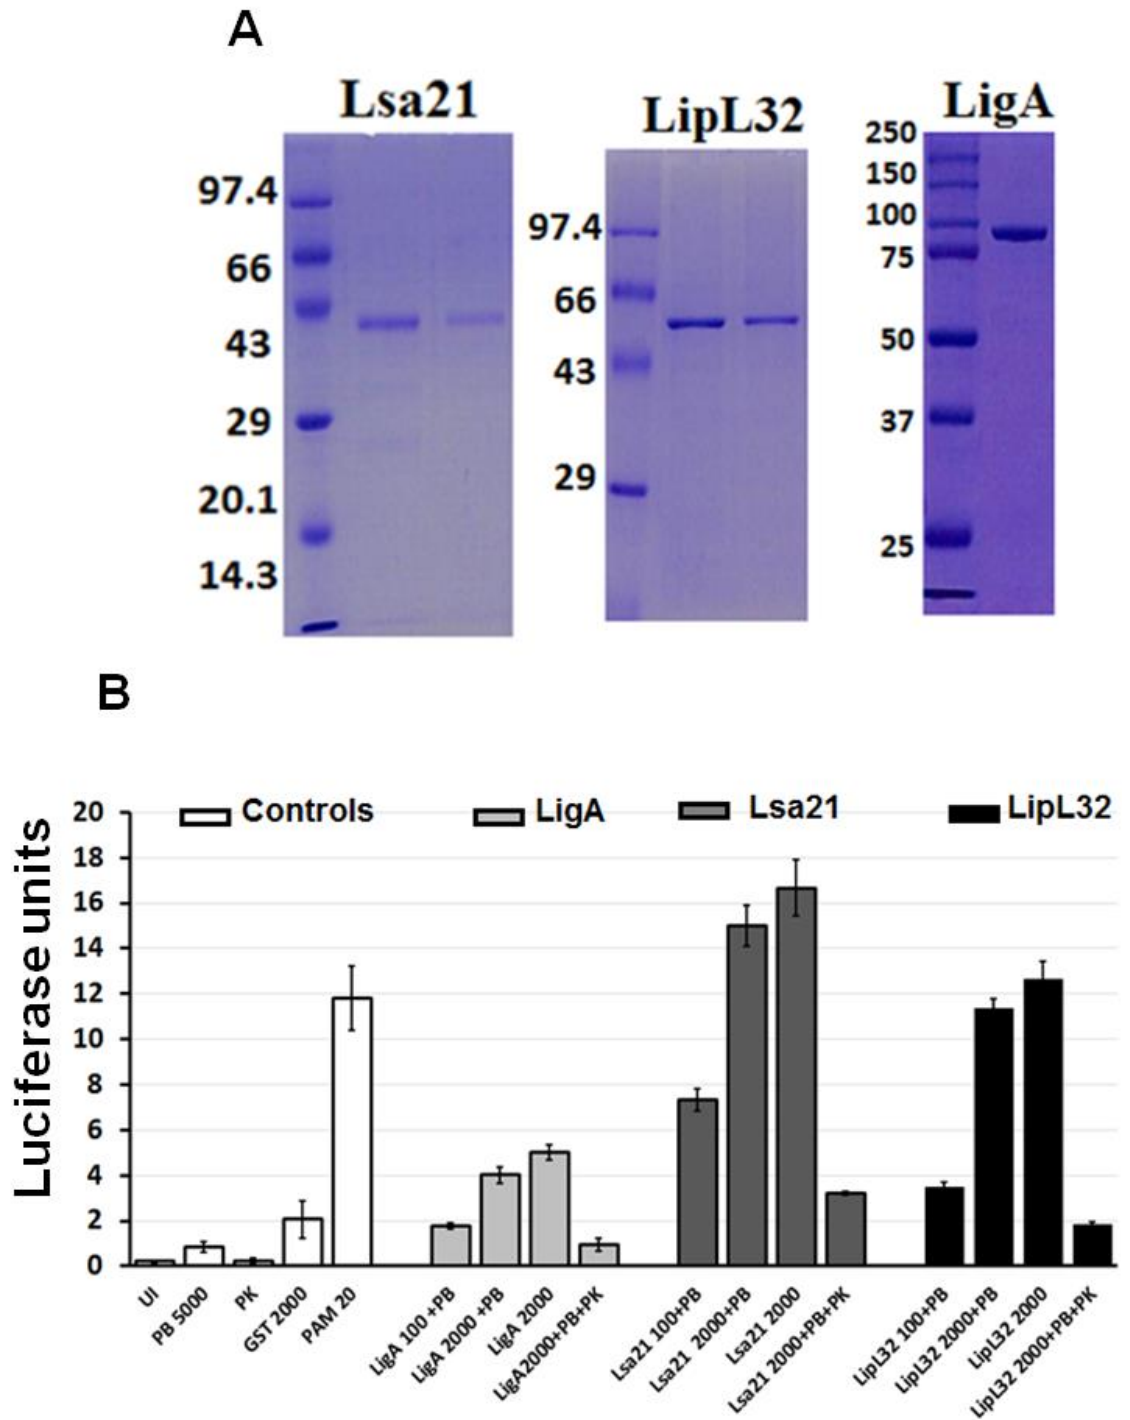 A
Lsa21
97.4
66
43
29
20.1
14.3
LipL32
97.4
66
43
29
LigA
250
150
100
75
50
37
25
B
Controls
LigA
Lsa21
LipL32
Luciferase units
20
18
16
14
12
10
8
6
4
2
0
UI
PB 5000
PK
GST 2000
PAM 20
LigA 100 +PB
LigA 2000 +PB
LigA 2000
LigA2000+PB+PK
Lsa21 100+PB
Lsa21 2000+PB
Lsa21 2000
Lsa21 2000+PB+PK
LipL32 100+PB
LipL32 2000+PB
LipL32 2000
LipL32 2000+PB+PK